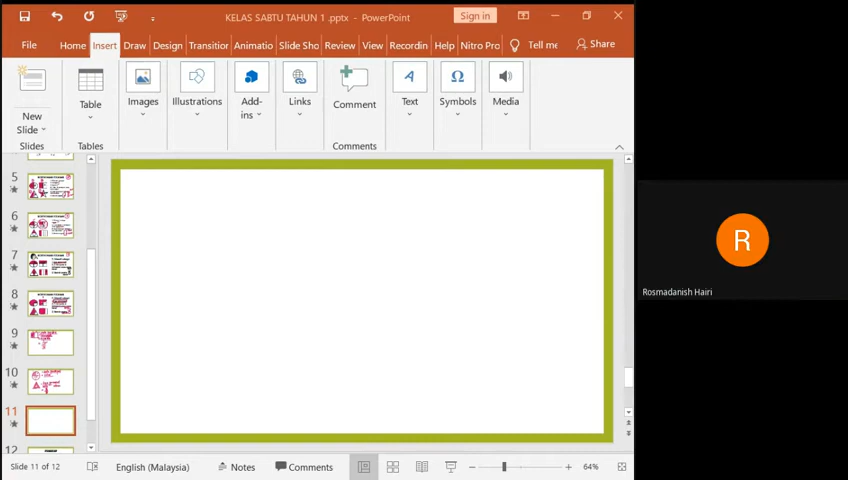 KELAS SABTU TAHUN 1 .pptx - PowerPoint
Sign in
File Home Insert Draw Design Transition Animatio Slide Sho Review View Recordin Help Nitro Pro Tell me Share
New Slide
Table
Images
Illustrations
Add-ins
Links
Comment
Text
Symbols
Media
Slides
Tables
Comments
5
6
7
8
9
10
11
12
R
Rosmadanish Hairi
Slide 11 of 12 English (Malaysia) Notes Comments 64%